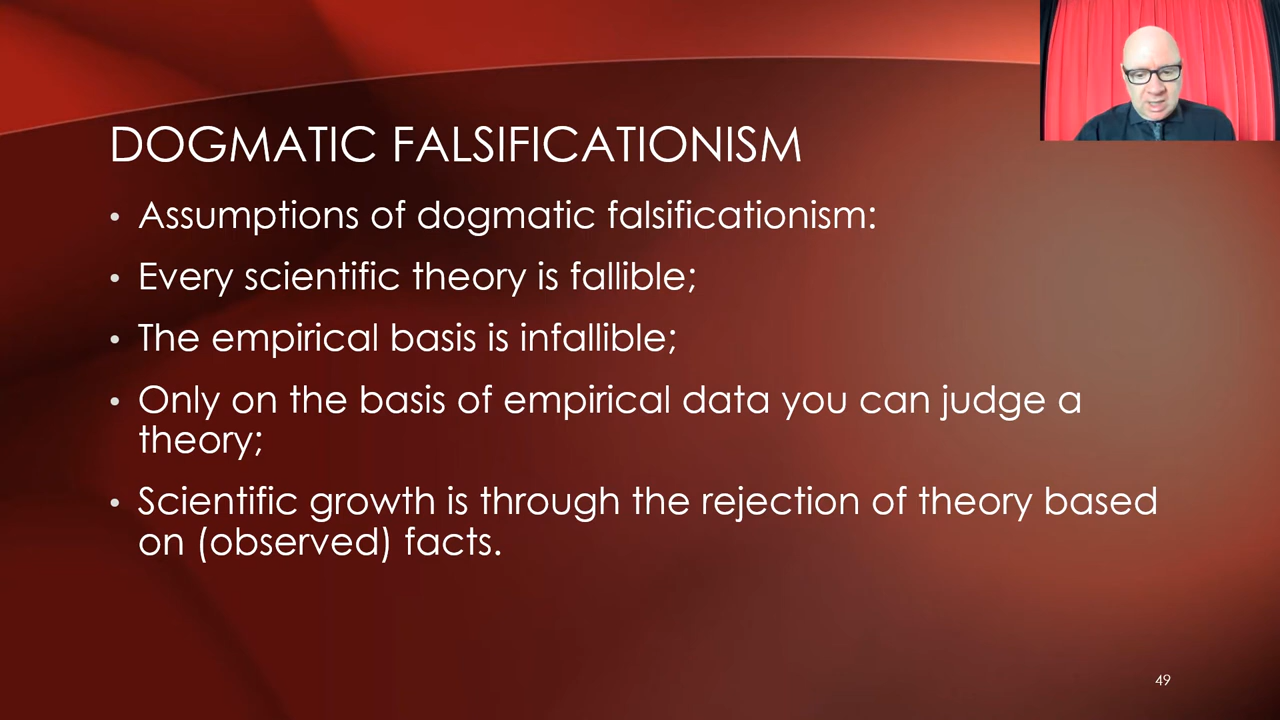 DOGMATIC FALSIFICATIONISM
• Assumptions of dogmatic falsificationism:
• Every scientific theory is fallible;
• The empirical basis is infallible;
• Only on the basis of empirical data you can judge a
theory;
• Scientific growth is through the rejection of theory based
on (observed) facts.
49